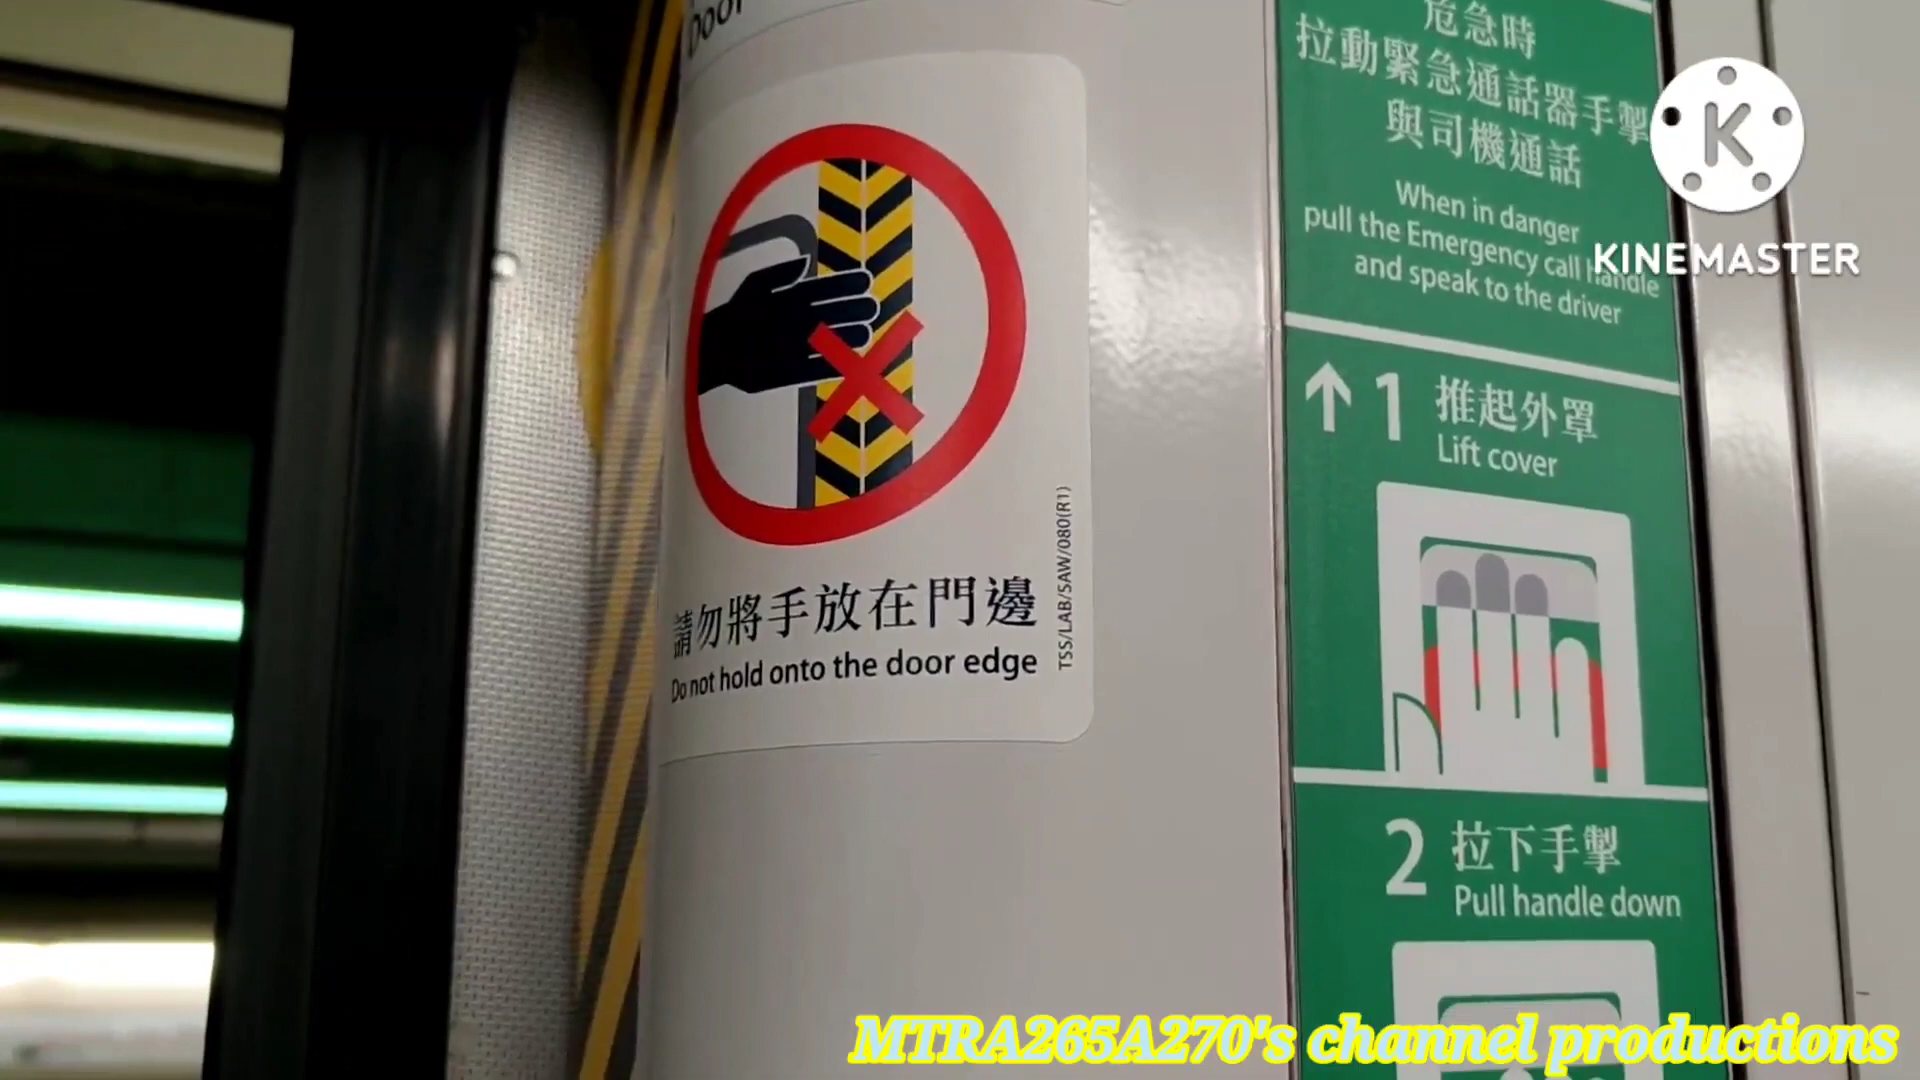 Door
請勿將手放在門邊
Do not hold onto the door edge
TSS/LAB/SAW/080(R1)
危急時
拉動緊急通話器手掣
與司機通話
When in danger
pull the Emergency call handle
and speak to the driver
1 推起外罩
Lift cover
2 拉下手掣
Pull handle down
K
KINEMASTER
MTRA265A270's channel productions